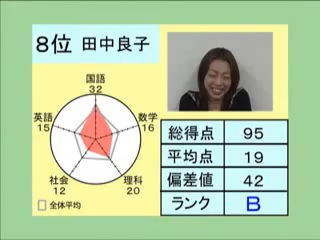 8位 田中良子
国語
32
数学
16
理科
20
社会
12
英語
15
全体平均
総得点 95
平均点 19
偏差値 42
ランク B